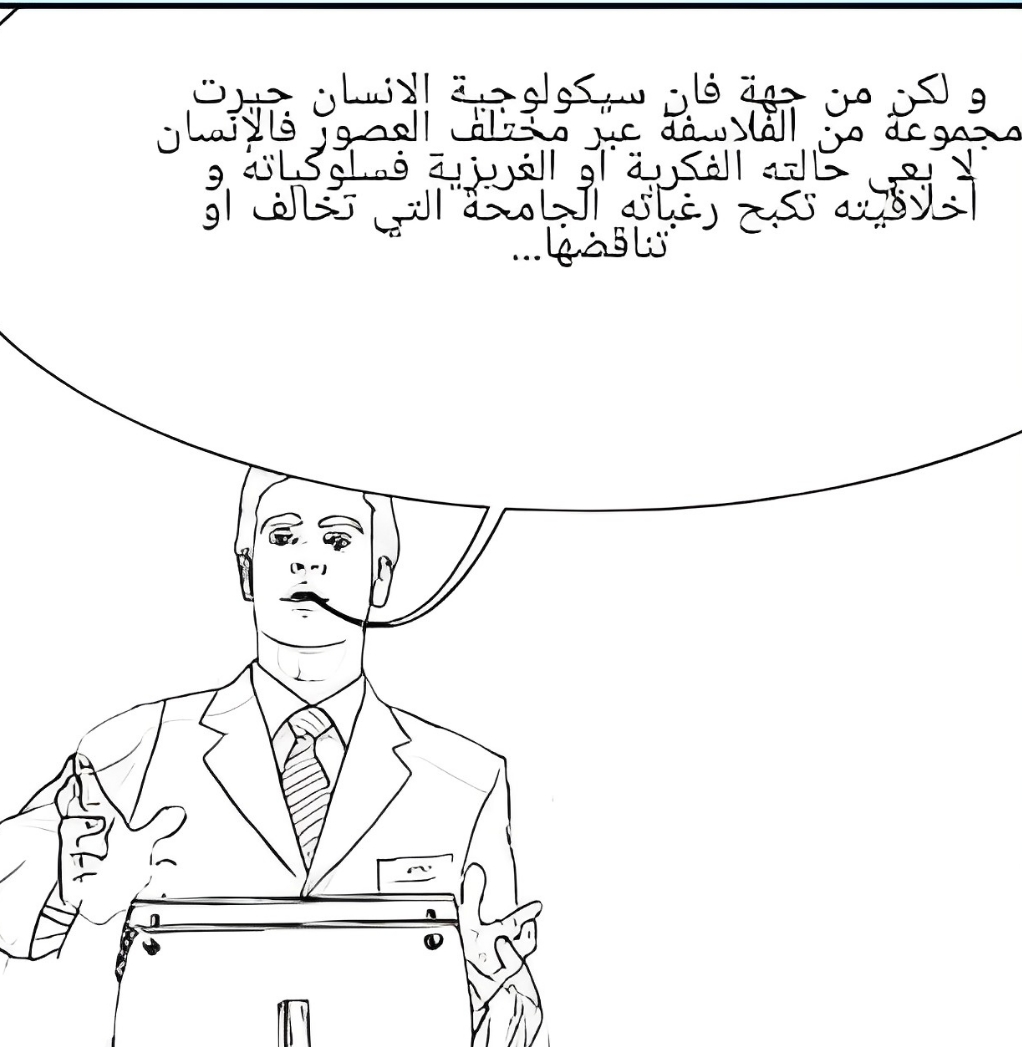 و لكن من جهة فان سيكولوجية الانسان حيرت
مجموعة من الفلاسفة عبر مختلف العصور فالإنسان
لا يعي حالته الفكرية او الغريزية فسلوكياته و
أخلاقيته تكبح رغباته الجامحة التي تخالف او
تناقضها...